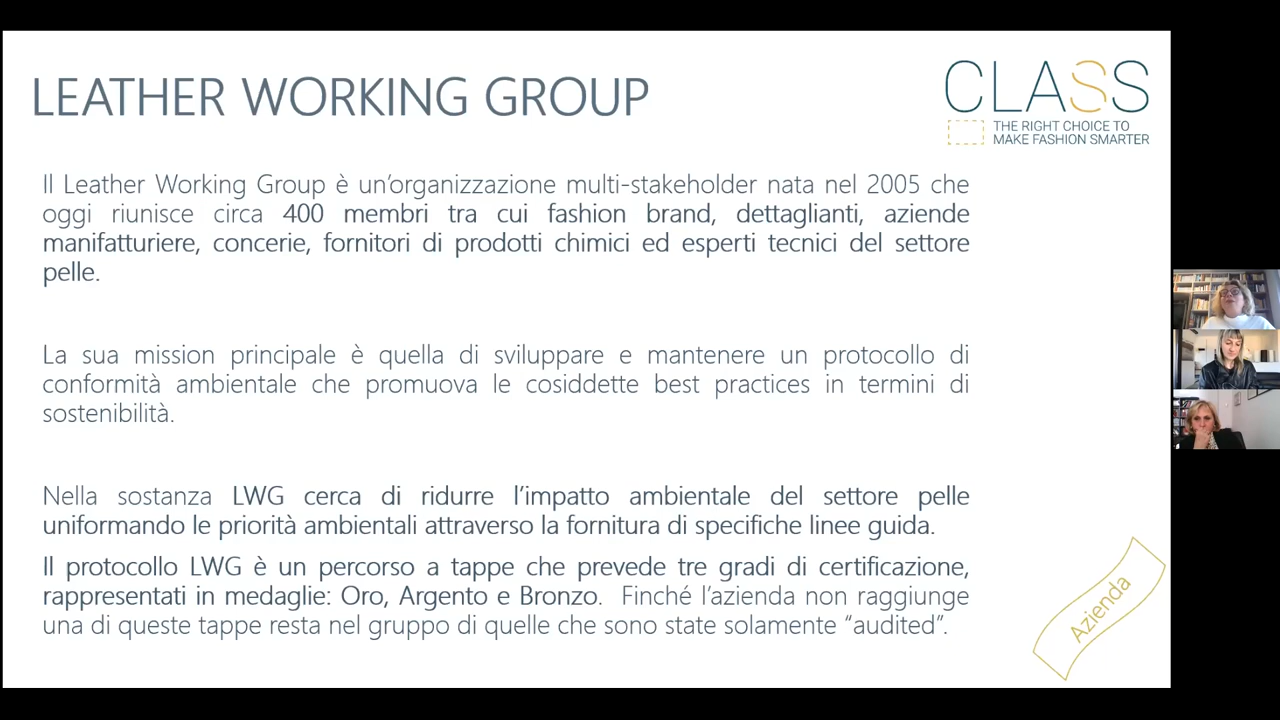 LEATHER WORKING GROUP
CLASS
THE RIGHT CHOICE TO
MAKE FASHION SMARTER
Il Leather Working Group è un’organizzazione multi-stakeholder nata nel 2005 che
oggi riunisce circa 400 membri tra cui fashion brand, dettaglianti, aziende
manifatturiere, concerie, fornitori di prodotti chimici ed esperti tecnici del settore
pelle.
La sua mission principale è quella di sviluppare e mantenere un protocollo di
conformità ambientale che promuova le cosiddette best practices in termini di
sostenibilità.
Nella sostanza LWG cerca di ridurre l’impatto ambientale del settore pelle
uniformando le priorità ambientali attraverso la fornitura di specifiche linee guida.
Il protocollo LWG è un percorso a tappe che prevede tre gradi di certificazione,
rappresentati in medaglie: Oro, Argento e Bronzo. Finché l’azienda non raggiunge
una di queste tappe resta nel gruppo di quelle che sono state solamente “audited”.
Azienda